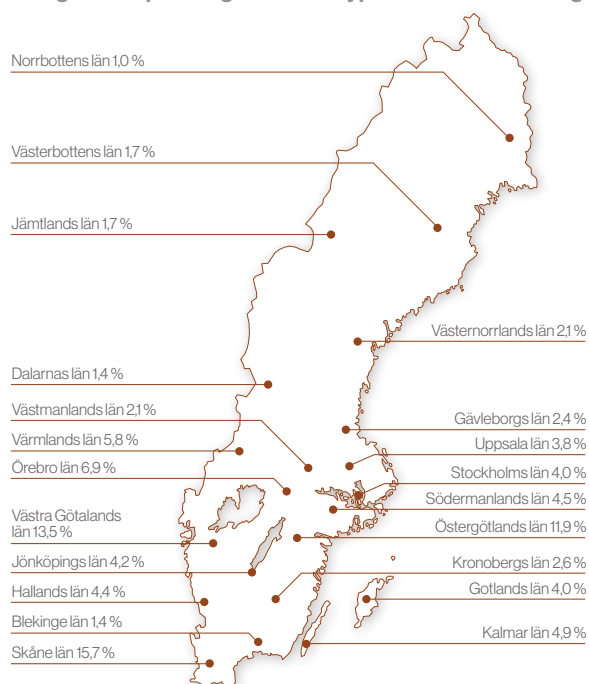 Norrbottens län 1,0 %
Västerbottens län 1,7 %
Jämtlands län 1,7 %
Västernorrlands län 2,1 %
Dalarnas län 1,4 %
Västmanlands län 2,1 %
Gävleborgs län 2,4 %
Värmlands län 5,8 %
Uppsala län 3,8 %
Örebro län 6,9 %
Stockholms län 4,0 %
Södermanlands län 4,5 %
Västra Götalands
län 13,5 %
Östergötlands län 11,9 %
Jönköpings län 4,2 %
Kronobergs län 2,6 %
Hallands län 4,4 %
Gotlands län 4,0 %
Blekinge län 1,4 %
Kalmar län 4,9 %
Skåne län 15,7 %